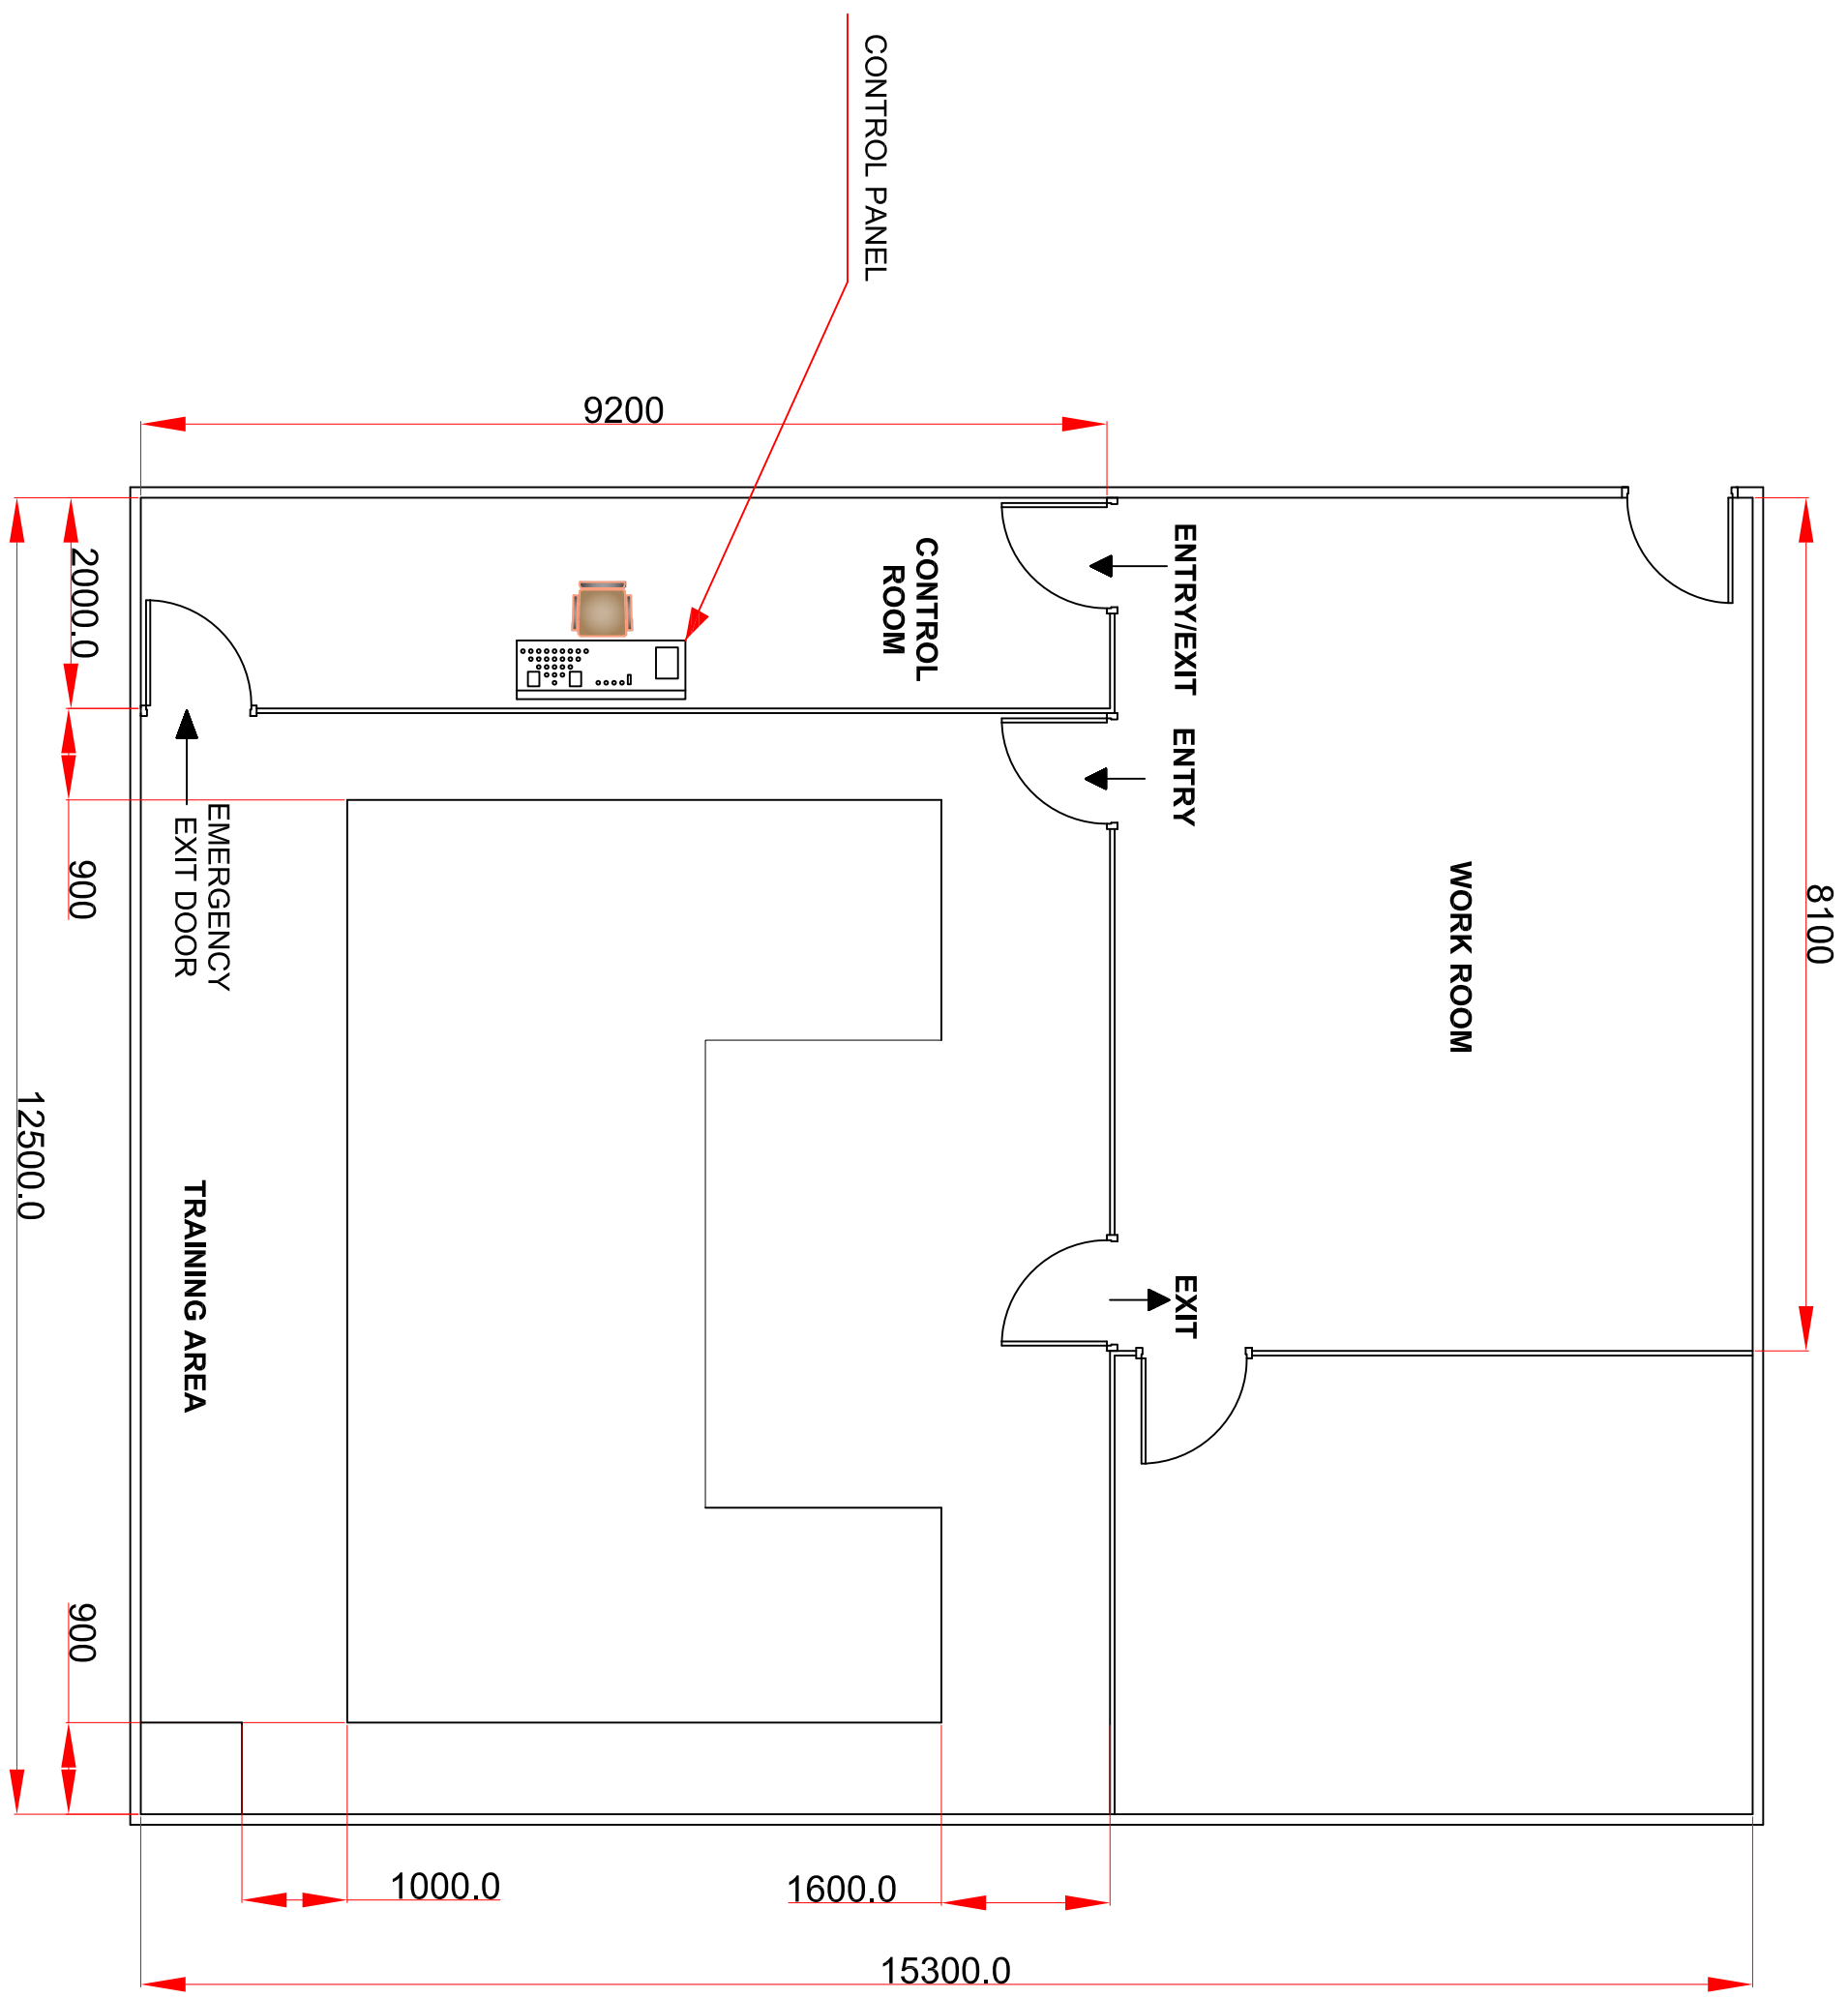 CONTROL PANEL
9200
2000.0
900
12500.0
900
CONTROL
ROOM
ENTRY/EXIT
ENTRY
EMERGENCY
EXIT DOOR
WORK ROOM
8100
EXIT
TRAINING AREA
1000.0
1600.0
15300.0